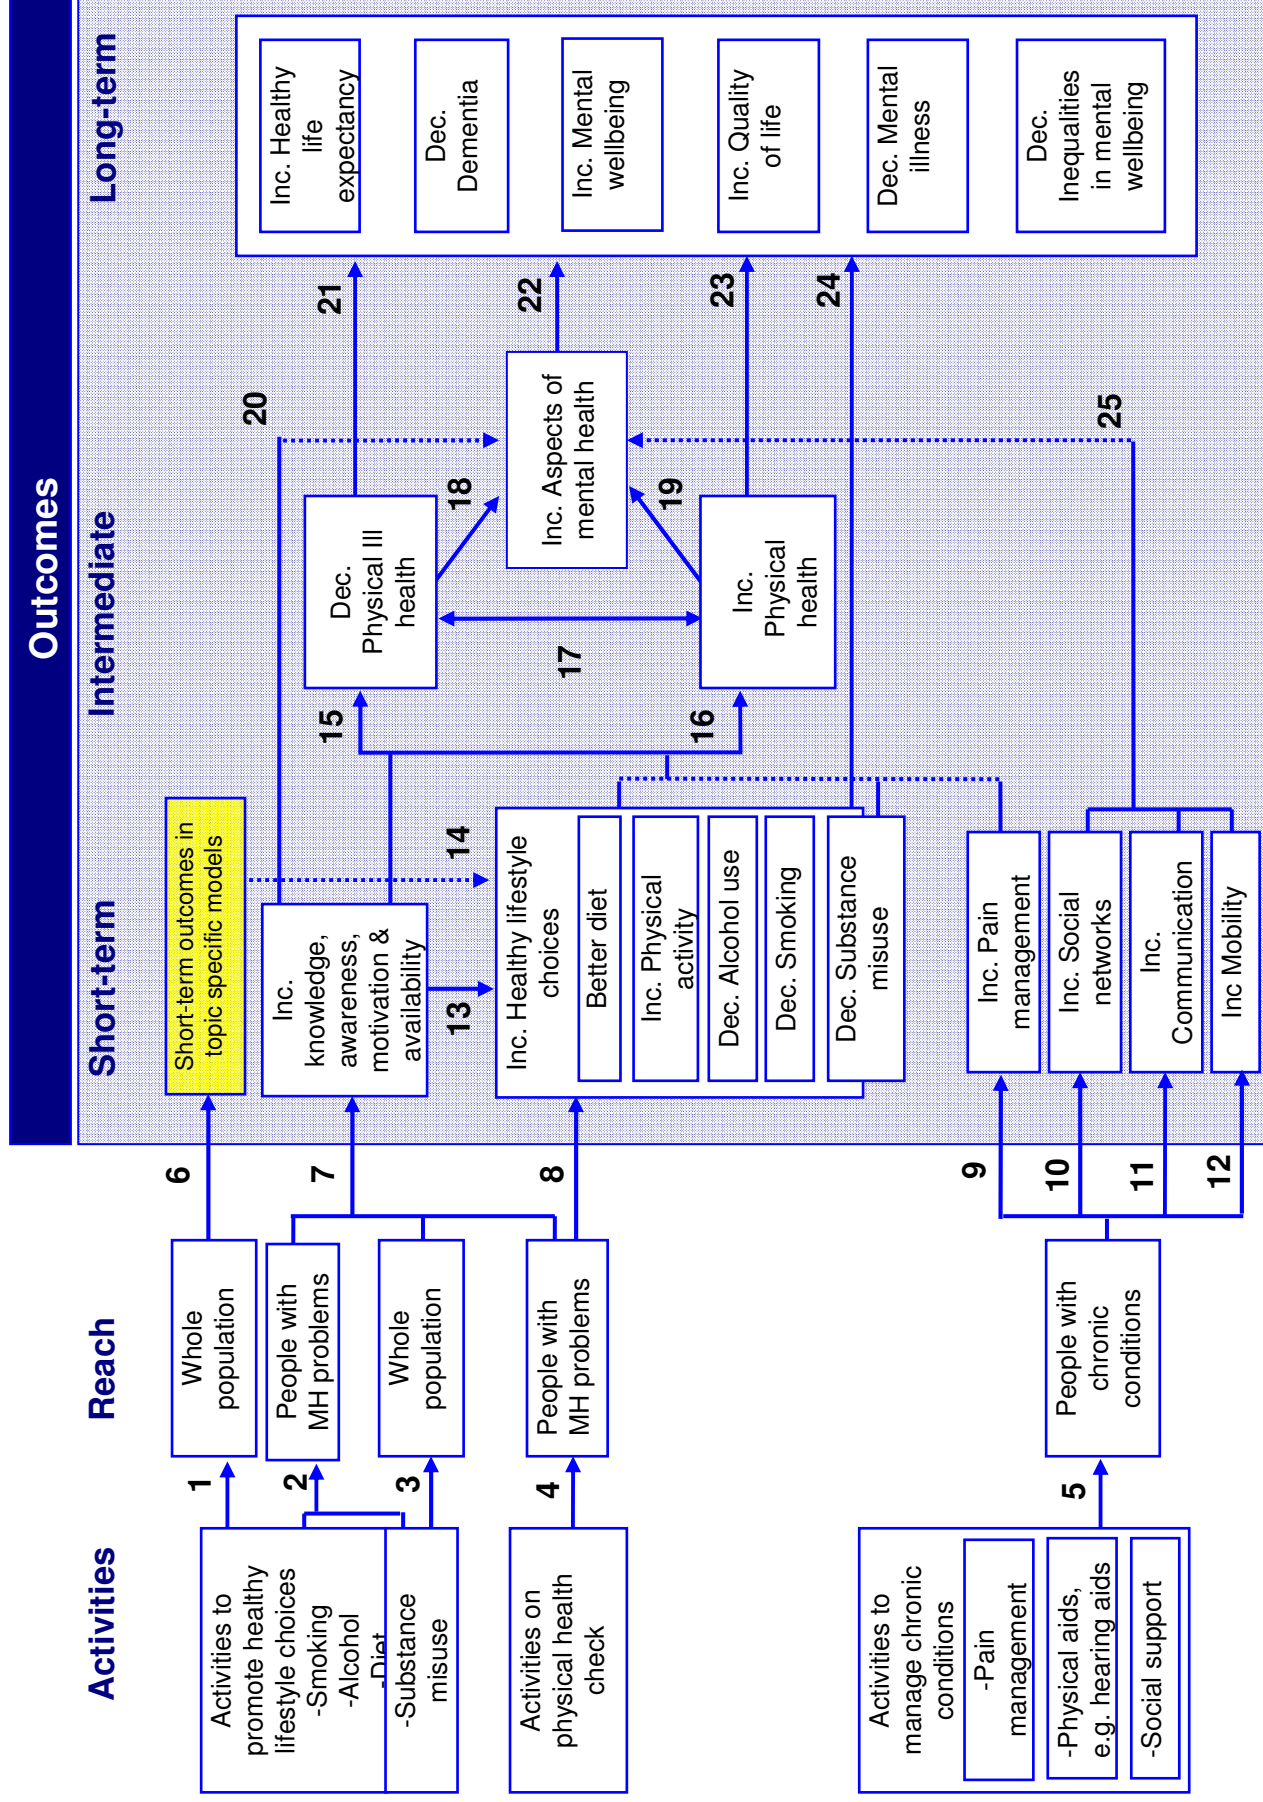 Outcomes
Activities
Reach
Short-term
Intermediate
Long-term
Activities to
promote healthy
lifestyle choices
-Smoking
-Alcohol
-Diet
-Substance
misuse
Activities on
physical health
check
Activities to
manage chronic
conditions
-Pain
management
-Physical aids,
e.g. hearing aids
-Social support
1
2
3
4
5
Whole
population
People with
MH problems
Whole
population
People with
MH problems
People with
chronic
conditions
6
7
8
9
10
11
12
Short-term outcomes in
topic specific models
Inc.
knowledge,
awareness,
motivation &
availability
13
14
Inc. Healthy lifestyle
choices
Better diet
Inc. Physical
activity
Dec. Alcohol use
Dec. Smoking
Dec. Substance
misuse
Inc. Pain
management
Inc. Social
networks
Inc.
Communication
Inc Mobility
15
16
17
18
19
20
Dec.
Physical Ill
health
Inc.
Physical
health
Inc. Aspects of
mental health
21
22
23
24
25
Inc. Healthy
life
expectancy
Dec.
Dementia
Inc. Mental
wellbeing
Inc. Quality
of life
Dec. Mental
illness
Dec.
Inequalities
in mental
wellbeing